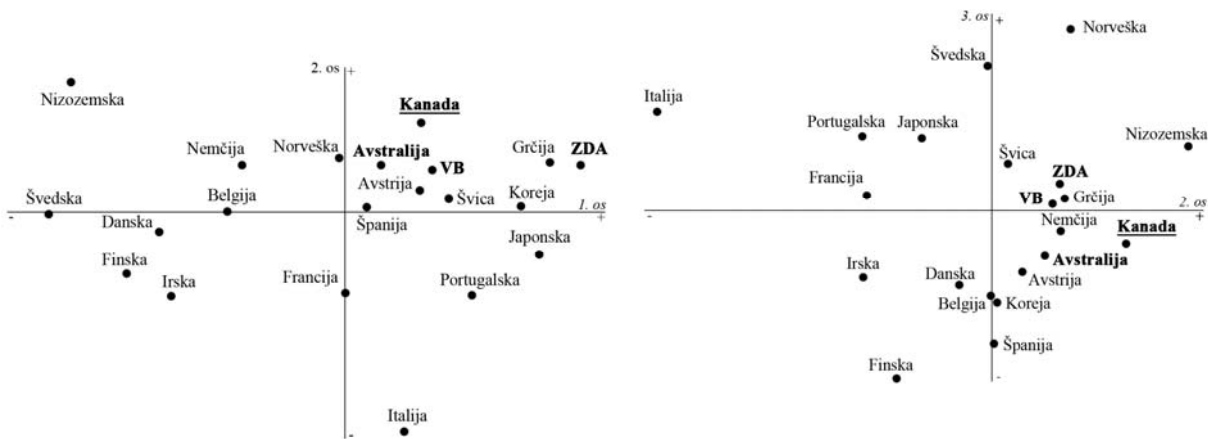 2. os
+
Nizozemska
Kanada
Norveška
Avstralija
Nemčija
VB
Grčija
ZDA
Avstrija
Belgija
Švica
Koreja
Švedska
-
1. os
+
Danska
Španija
Japonska
Finska
Irska
Francija
Portugalska
Italija
-
3. os
+
Norveška
Švedska
Italija
Portugalska
Japonska
Nizozemska
Švica
ZDA
Francija
VB
Grčija
-
2. os
+
Nemčija
Kanada
Avstralija
Irska
Danska
Avstrija
Belgija
Koreja
Španija
Finska
-